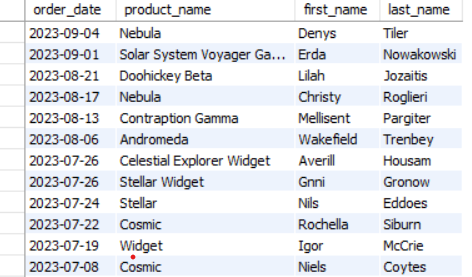 order_date product_name first_name last_name
2023-09-04 Nebula Denys Tiler
2023-09-01 Solar System Voyager Ga... Erda Nowakowski
2023-08-21 Doohickey Beta Lilah Jozaitis
2023-08-17 Nebula Christy Roglieri
2023-08-13 Contraption Gamma Mellisent Pargiter
2023-08-06 Andromeda Wakefield Trenbey
2023-07-26 Celestial Explorer Widget Averill Housam
2023-07-26 Stellar Widget Gnni Gronow
2023-07-24 Stellar Nils Eddoes
2023-07-22 Cosmic Rochella Siburn
2023-07-19 Widget Igor McCrie
2023-07-08 Cosmic Niels Coytes